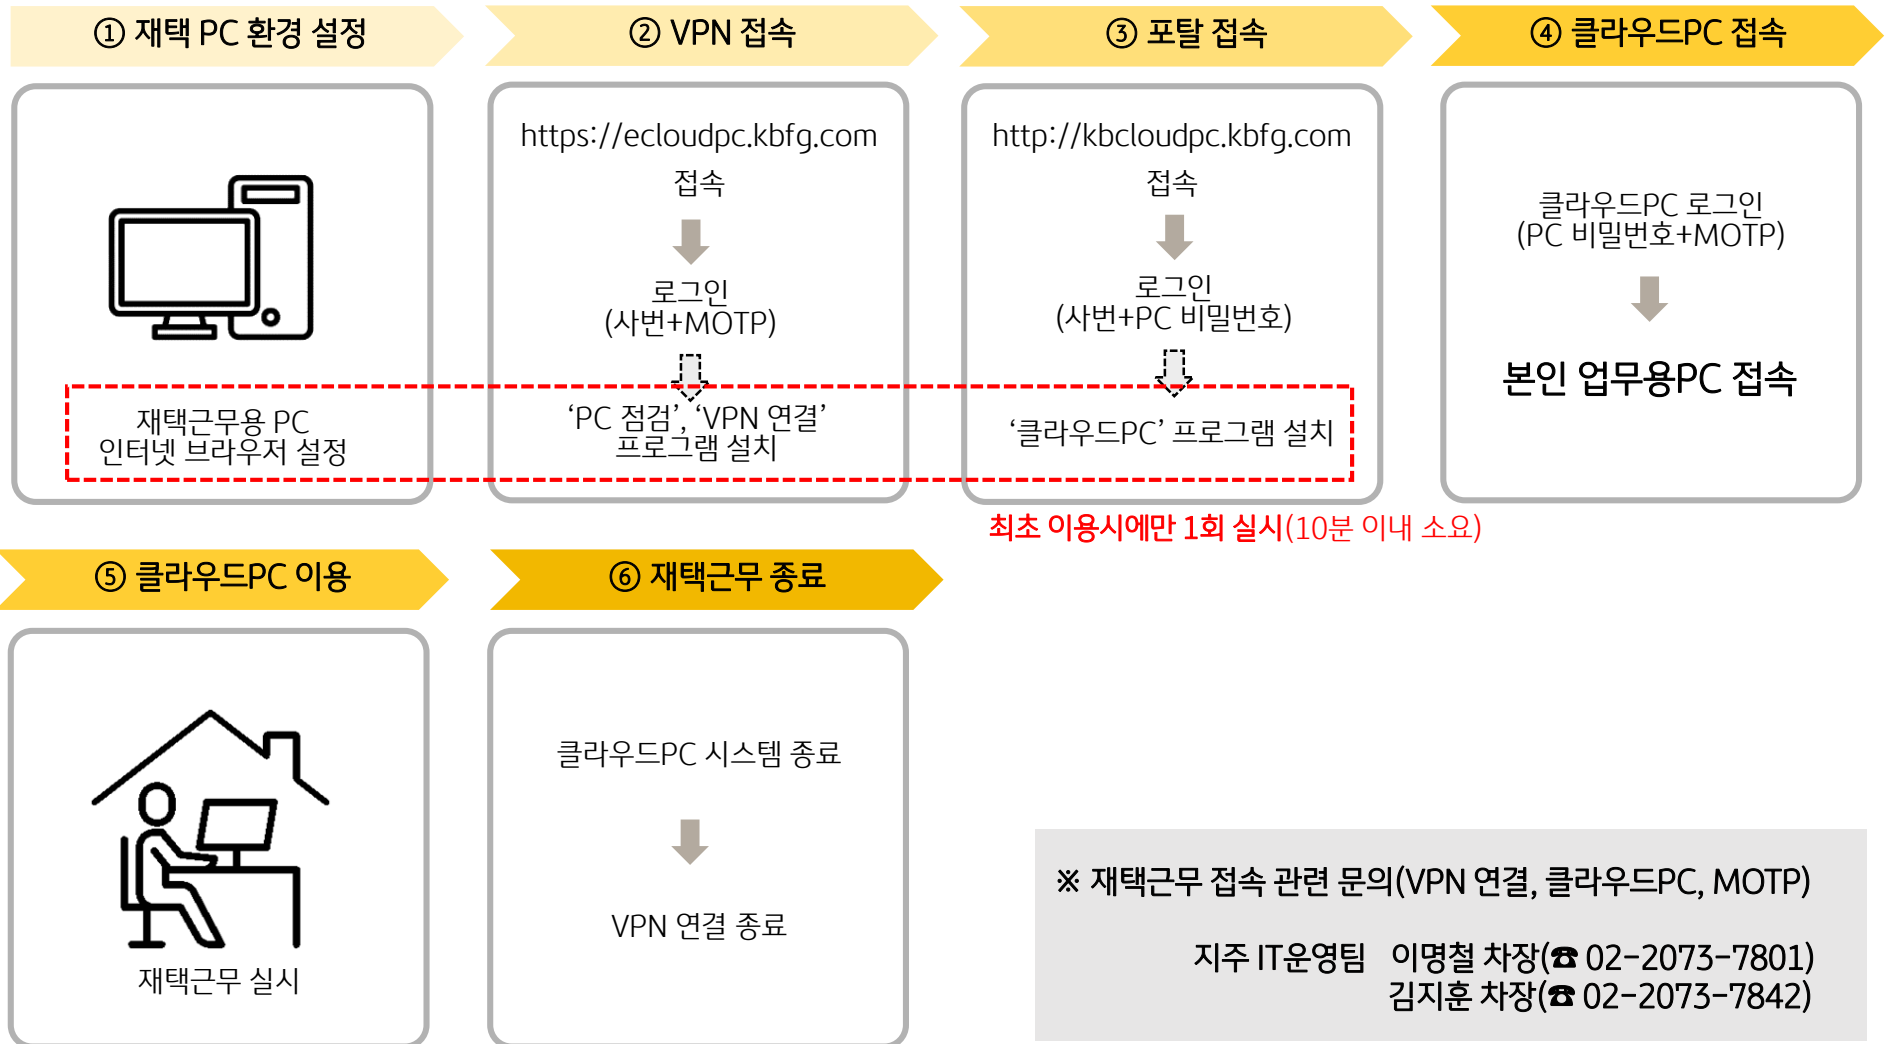 ① 재택 PC 환경 설정
② VPN 접속
③ 포탈 접속
④ 클라우드PC 접속
재택근무용 PC
인터넷 브라우저 설정
https://ecloudpc.kbfg.com
접속
로그인
(사번+MOTP)
‘PC 점검’, ‘VPN 연결’
프로그램 설치
http://kbcloudpc.kbfg.com
접속
로그인
(사번+PC 비밀번호)
‘클라우드PC’ 프로그램 설치
클라우드PC 로그인
(PC 비밀번호+MOTP)
본인 업무용PC 접속
최초 이용시에만 1회 실시(10분 이내 소요)
⑤ 클라우드PC 이용
⑥ 재택근무 종료
재택근무 실시
클라우드PC 시스템 종료
VPN 연결 종료
※ 재택근무 접속 관련 문의(VPN 연결, 클라우드PC, MOTP)
지주 IT운영팀 이명철 차장(☎ 02-2073-7801)
김지훈 차장(☎ 02-2073-7842)